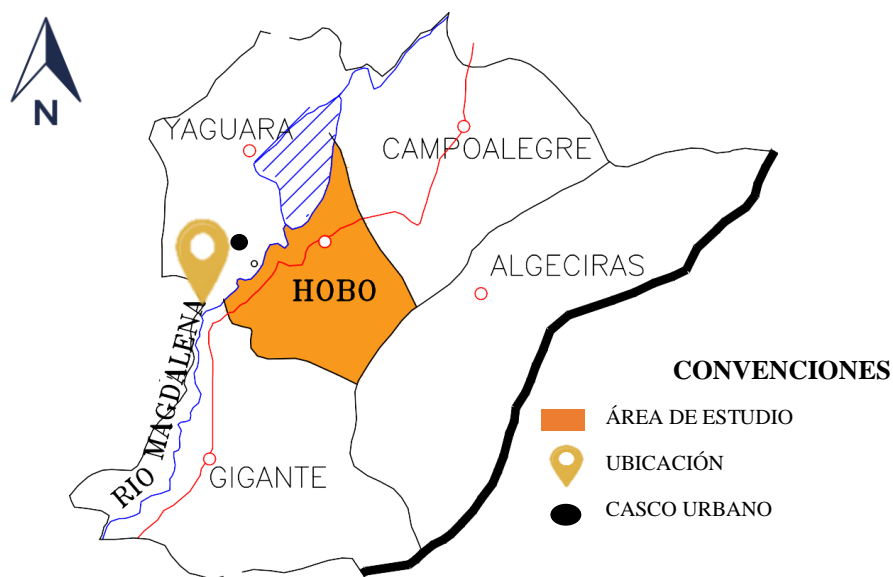 N
YAGUARA
CAMPOALEGRE
ALGECIRAS
HOBO
RIO MAGDALENA
GIGANTE
CONVENCIONES
ÁREA DE ESTUDIO
UBICACIÓN
CASCO URBANO